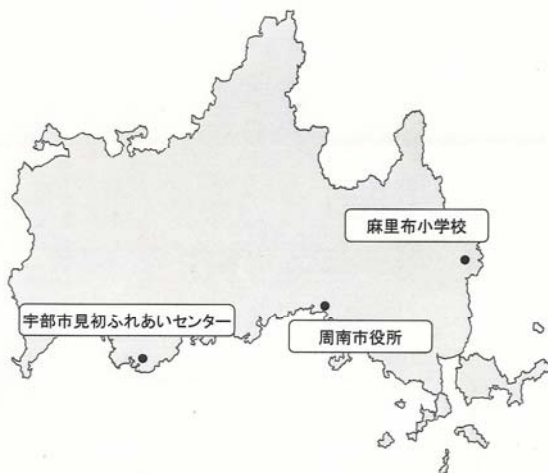 麻里布小学校
宇部市見初ふれあいセンター
周南市役所